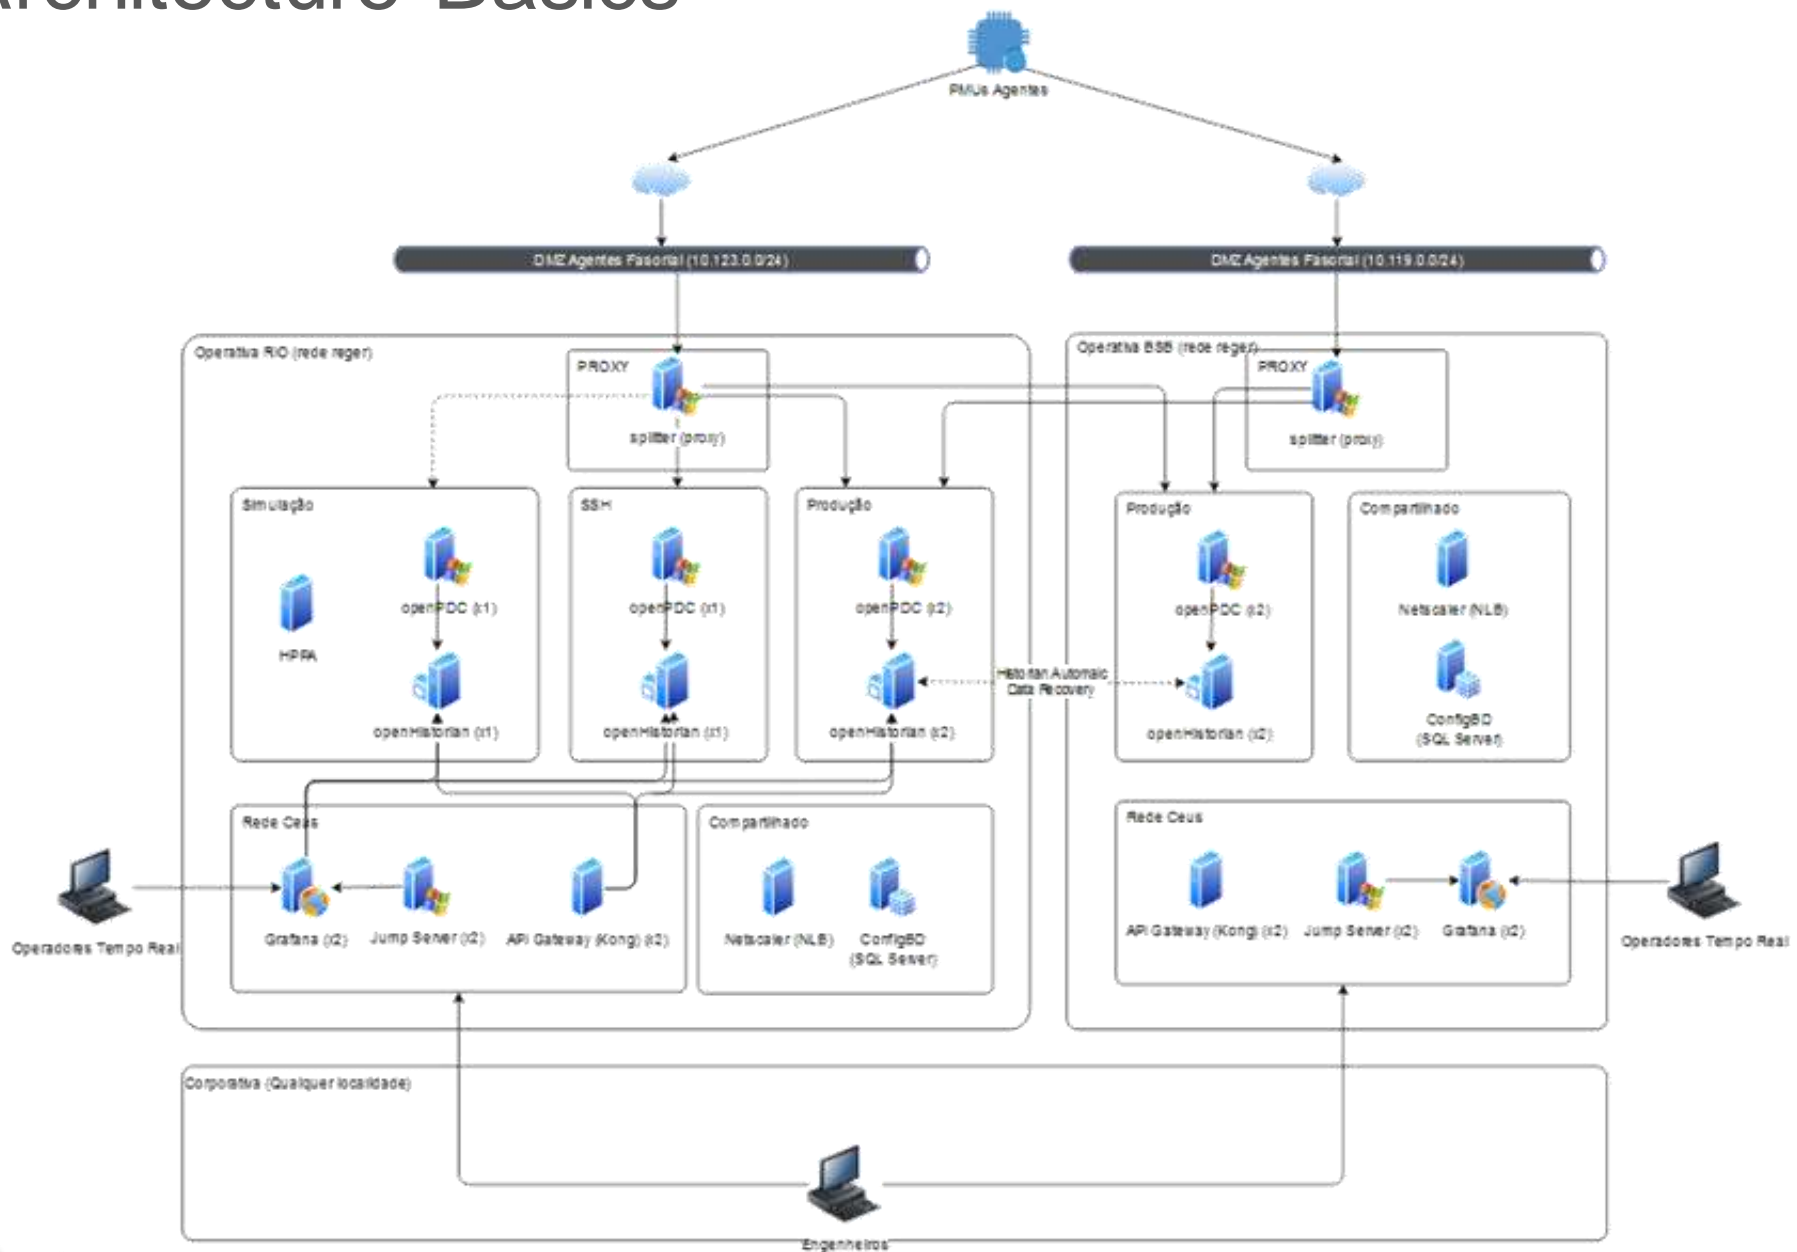 Architecture Basics
PMUs Agentes
DMZ Agentes Fasorial (10.123.0.0/24)
DMZ Agentes Fasorial (10.119.0.0/24)
Operativa RIO (rede reger)
PROXY
splitter (proxy)
Operativa BSB (rede reger)
PROXY
splitter (proxy)
Simulação
HPPA
openPDC (x1)
openHistorian (x1)
SSH
openPDC (x1)
openHistorian (x1)
Produção
openPDC (x2)
openHistorian (x2)
Historian Automaic
Data Recovery
Produção
openPDC (x2)
openHistorian (x2)
Compartilhado
Netscaler (NLB)
ConfigBD
(SQL Server)
Rede Ceus
Grafana (x2)
Jump Server (x2)
API Gateway (Kong) (x2)
Compartilhado
Netscaler (NLB)
ConfigBD
(SQL Server)
Rede Ceus
API Gateway (Kong) (x2)
Jump Server (x2)
Grafana (x2)
Operadores Tempo Real
Operadores Tempo Real
Corporativa (Qualquer localidade)
Engenheiros